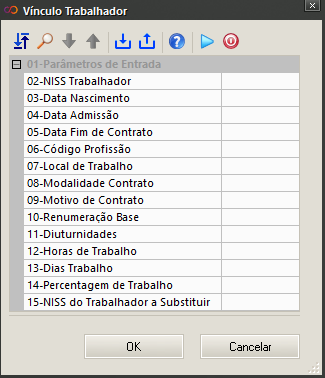 Vínculo Trabalhador
01-Parâmetros de Entrada
02-NISS Trabalhador
03-Data Nascimento
04-Data Admissão
05-Data Fim de Contrato
06-Código Profissão
07-Local de Trabalho
08-Modalidade Contrato
09-Motivo de Contrato
10-Renumeração Base
11-Diuturnidades
12-Horas de Trabalho
13-Dias Trabalho
14-Percentagem de Trabalho
15-NISS do Trabalhador a Substituir
OK
Cancelar